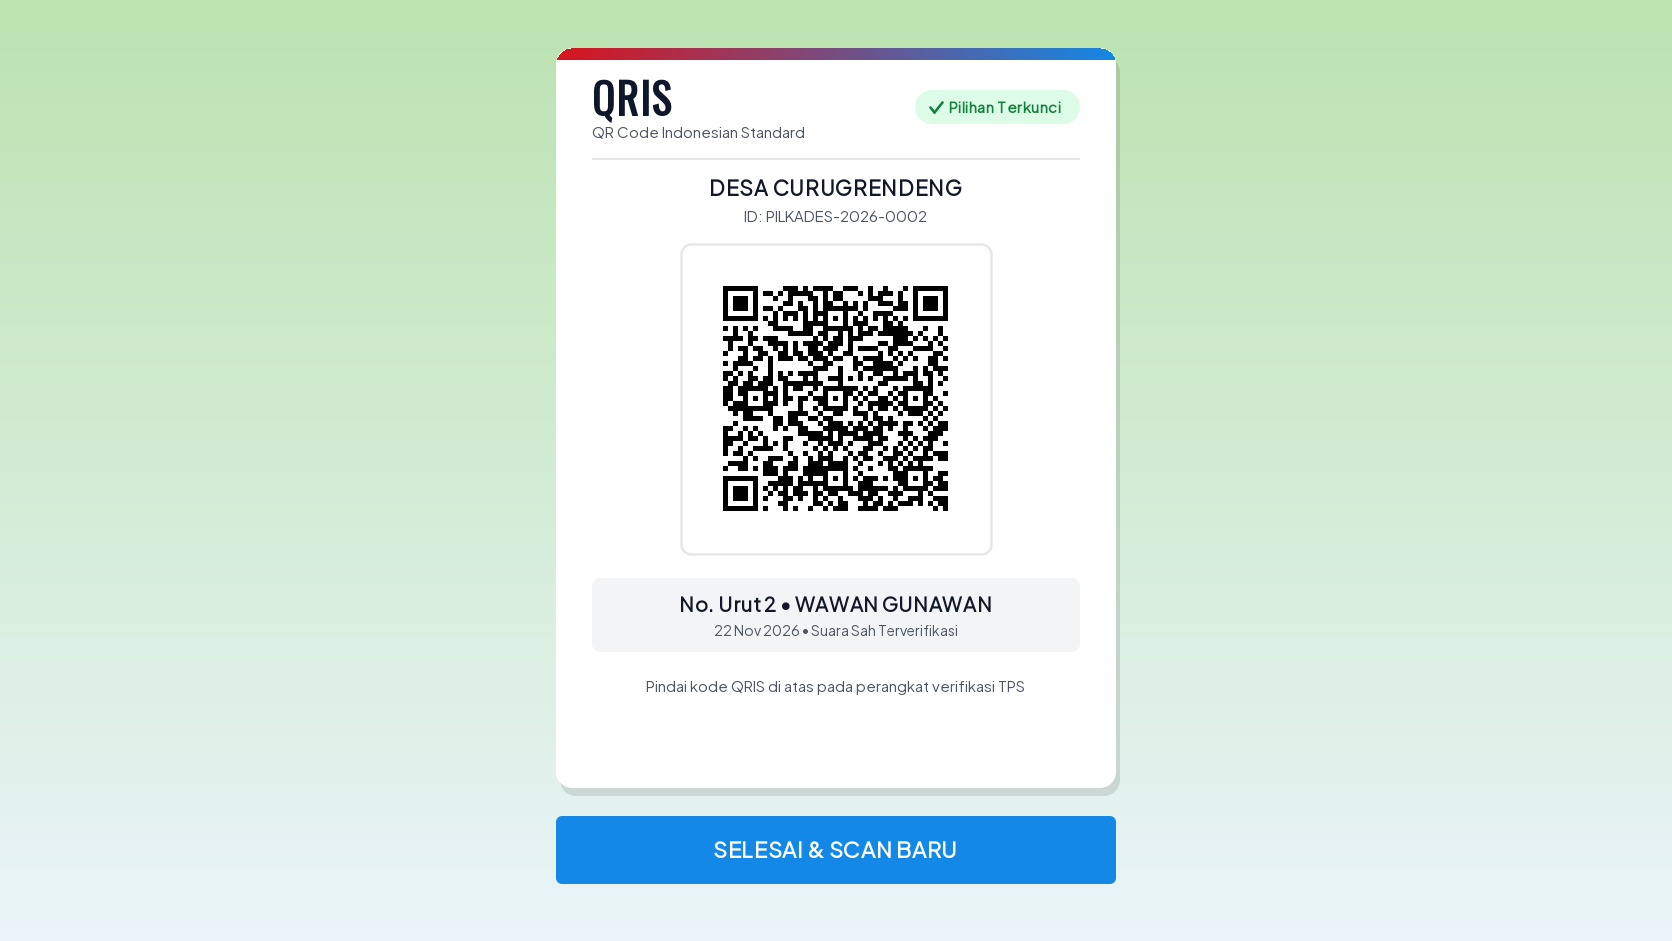 QRIS
QR Code Indonesian Standard
✓ Pilihan Terkunci
DESA CURUGRENDENG
ID: PILKADES-2026-0002
No. Urut 2 • WAWAN GUNAWAN
22 Nov 2026 • Suara Sah Terverifikasi
Pindai kode QRIS di atas pada perangkat verifikasi TPS
SELESAI & SCAN BARU